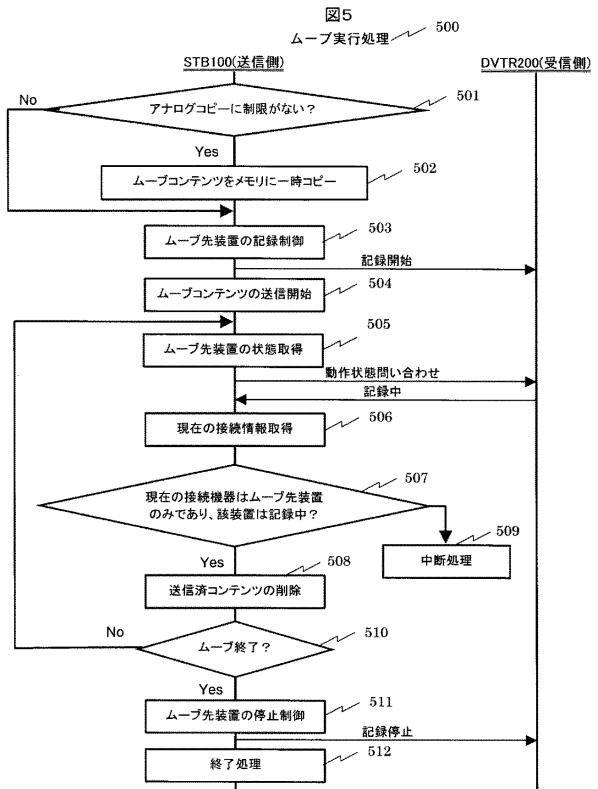 図5
ムーブ実行処理 500
STB100(送信側)
DVTR200(受信側)
No
アナログコピーに制限がない？
501
Yes
ムーブコンテンツをメモリに一時コピー
502
ムーブ先装置の記録制御
503
記録開始
ムーブコンテンツの送信開始
504
505
ムーブ先装置の状態取得
動作状態問い合わせ
記録中
506
現在の接続情報取得
507
現在の接続機器はムーブ先装置
のみであり、該装置は記録中？
509
中断処理
Yes
508
送信済コンテンツの削除
No
ムーブ終了？
510
Yes
511
ムーブ先装置の停止制御
記録停止
512
終了処理